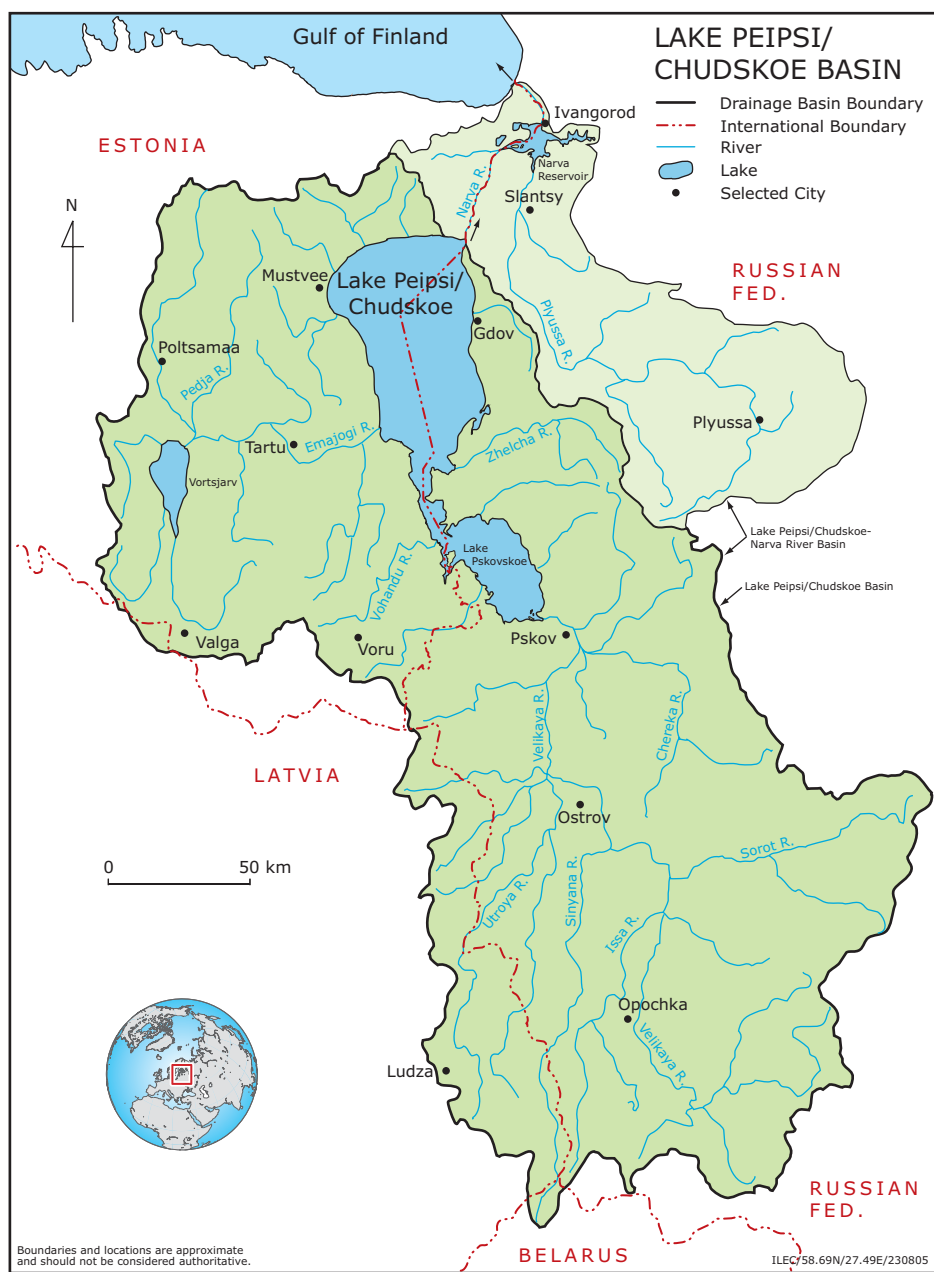 Gulf of Finland
LAKE PEIPSI/
CHUDSKOE BASIN
Drainage Basin Boundary
International Boundary
River
Lake
Selected City
Ivangorod
ESTONIA
Narva
Reservoir
Narva R.
Slantsy
N
RUSSIAN
FED.
Mustvee
Lake Peipsi/
Chudskoe
Gdov
Plyussa R.
Poltsamaa
Pedja R.
Plyussa
Tartu
Emajogi R.
Zhelcha R.
Vortsjarv
Lake Peipsi/Chudskoe-
Narva River Basin
Lake
Pskovskoe
Vohandu R.
Lake Peipsi/Chudskoe Basin
Valga
Voru
Pskov
Velikaya R.
Chereka R.
LATVIA
Ostrov
0 50 km
Sorot R.
Utroya R.
Sinyana R.
Issa R.
Opochka
Velikaya R.
Ludza
RUSSIAN
FED.
BELARUS
Boundaries and locations are approximate
and should not be considered authoritative.
ILEC/58.69N/27.49E/230805